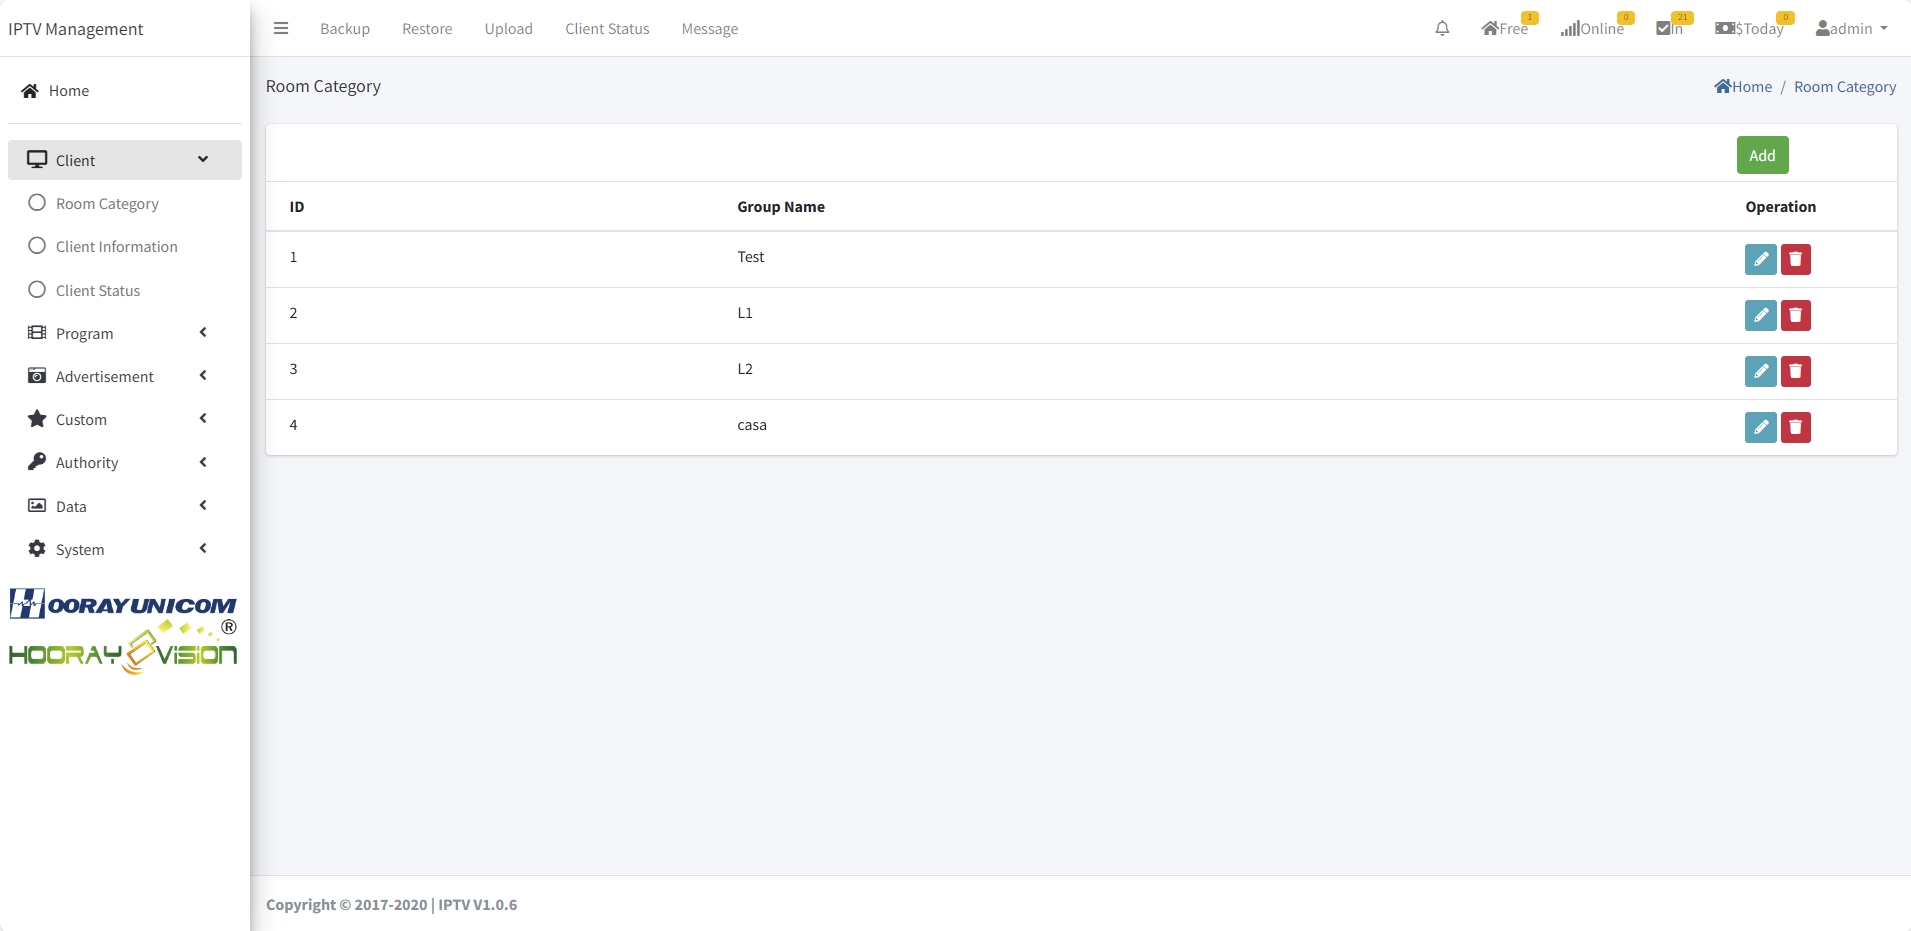 IPTV Management
Backup Restore Upload Client Status Message
Free 1 Online 0 In 21 $Today 0 admin
Home
Client
Room Category
Client Information
Client Status
Program
Advertisement
Custom
Authority
Data
System
HOORAYUNICOM
HOORAY VISION ®
Room Category
Home / Room Category
Add
ID Group Name Operation
1 Test
2 L1
3 L2
4 casa
Copyright © 2017-2020 | IPTV V1.0.6